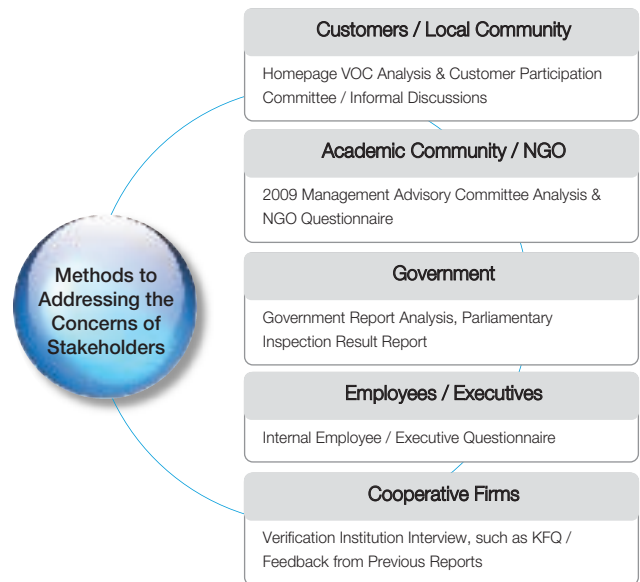 Customers / Local Community
Homepage VOC Analysis & Customer Participation
Committee / Informal Discussions
Academic Community / NGO
2009 Management Advisory Committee Analysis &
NGO Questionnaire
Methods to
Addressing the
Concerns of
Stakeholders
Government
Government Report Analysis, Parliamentary
Inspection Result Report
Employees / Executives
Internal Employee / Executive Questionnaire
Cooperative Firms
Verification Institution Interview, such as KFQ /
Feedback from Previous Reports